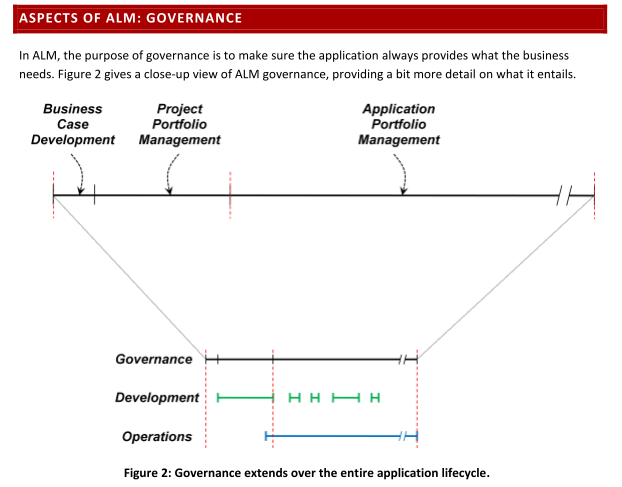 ASPECTS OF ALM: GOVERNANCE
In ALM, the purpose of governance is to make sure the application always provides what the business
needs. Figure 2 gives a close-up view of ALM governance, providing a bit more detail on what it entails.
Business
Case
Development
Project
Portfolio
Management
Application
Portfolio
Management
Governance
Development
Operations
Figure 2: Governance extends over the entire application lifecycle.